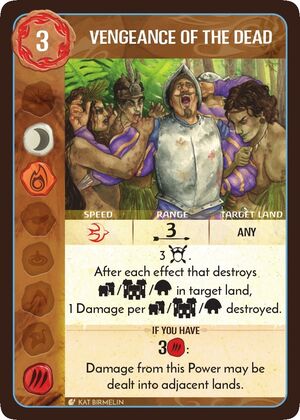 3 VENGEANCE OF THE DEAD
SPEED RANGE TARGET LAND
3 ANY
3 .
After each effect that destroys
/ / in target land,
1 Damage per / / destroyed.
IF YOU HAVE
3 :
Damage from this Power may be
dealt into adjacent lands.
KAT BIRMELIN